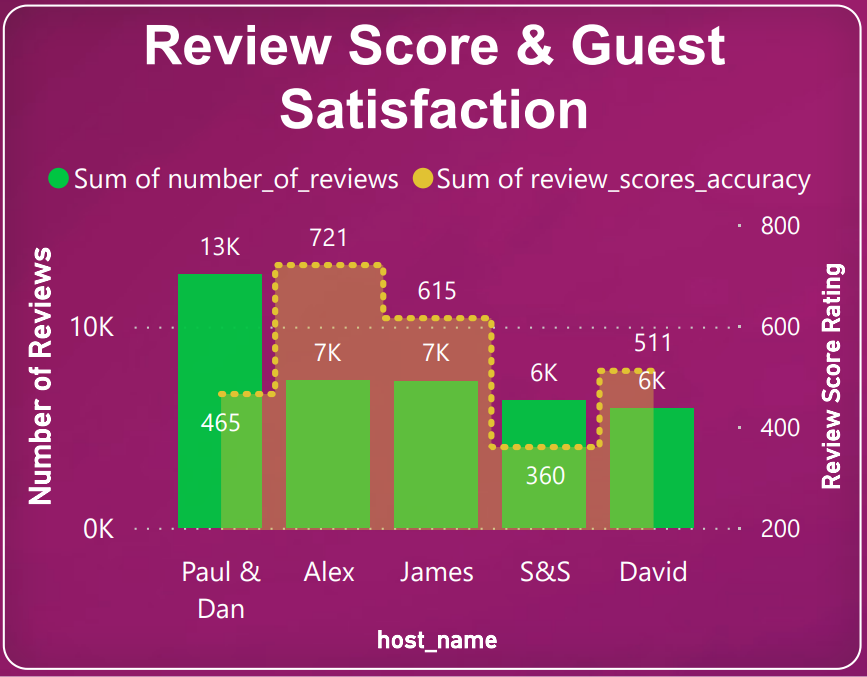 Review Score & Guest
Satisfaction
Sum of number_of_reviews
Sum of review_scores_accuracy
Number of Reviews
10K
0K
13K
465
721
7K
615
7K
6K
360
511
6K
800
600
400
200
Review Score Rating
Paul &
Dan
Alex
James
S&S
David
host_name